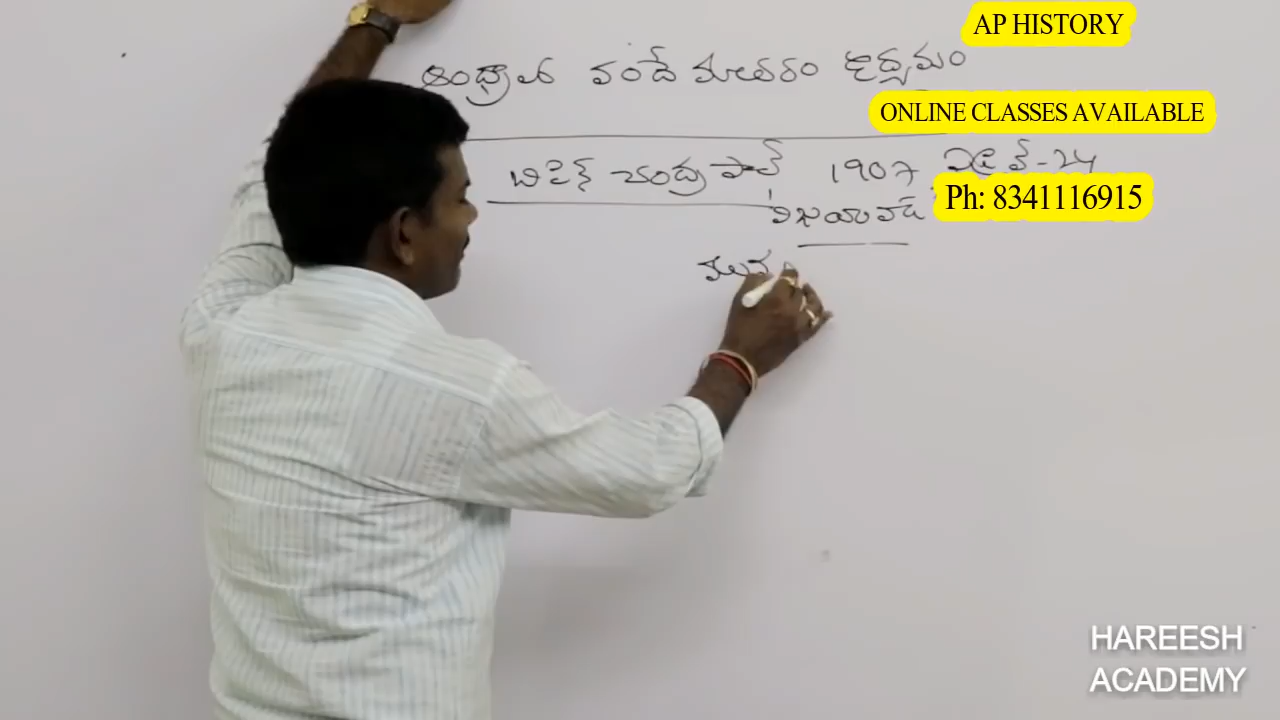 AP HISTORY
ఆంధ్రాలో వందేమాతరం ఉద్యమం
ONLINE CLASSES AVAILABLE
బిపిన్ చంద్రపాల్ 1907 ఏప్రిల్-24
Ph: 8341116915
విజయవాడ
HAREESH
ACADEMY